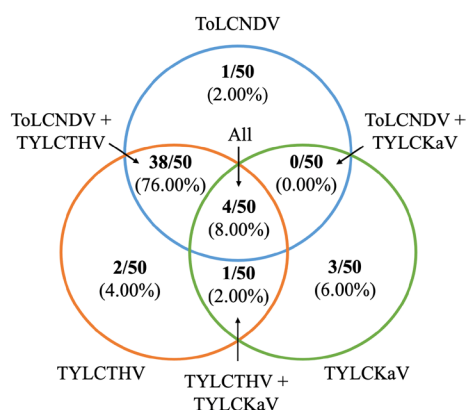 ToLCNDV
1/50
(2.00%)
ToLCNDV +
TYLCTHV
All
ToLCNDV +
TYLCKaV
38/50
(76.00%)
0/50
(0.00%)
4/50
(8.00%)
2/50
(4.00%)
1/50
(2.00%)
3/50
(6.00%)
TYLCTHV
TYLCTHV +
TYLCKaV
TYLCKaV